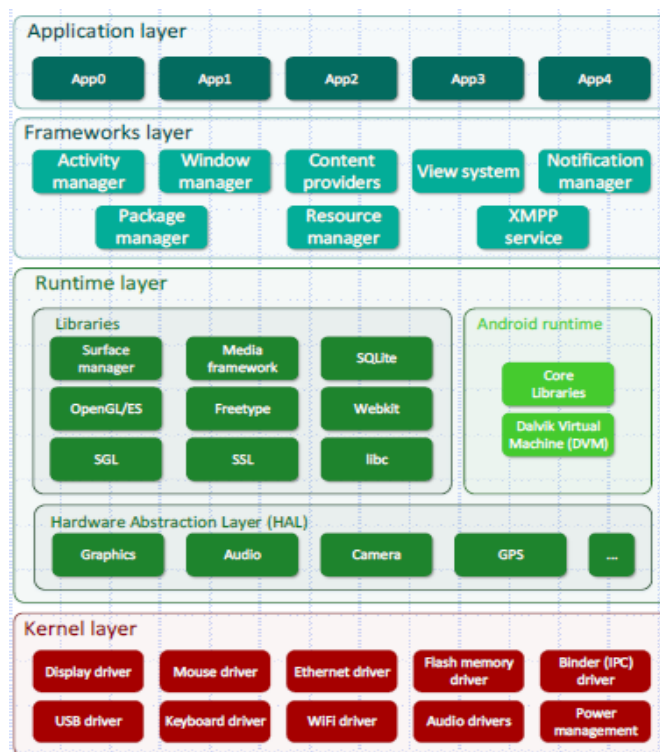 Application layer
App0 App1 App2 App3 App4
Frameworks layer
Activity manager
Window manager
Content providers
View system
Notification manager
Package manager
Resource manager
XMPP service
Runtime layer
Libraries
Surface manager
Media framework
SQLite
OpenGL/ES
Freetype
Webkit
SGL
SSL
libc
Android runtime
Core Libraries
Dalvik Virtual Machine (DVM)
Hardware Abstraction Layer (HAL)
Graphics Audio Camera GPS ...
Kernel layer
Display driver
Mouse driver
Ethernet driver
Flash memory driver
Binder (IPC) driver
USB driver
Keyboard driver
WiFi driver
Audio drivers
Power management